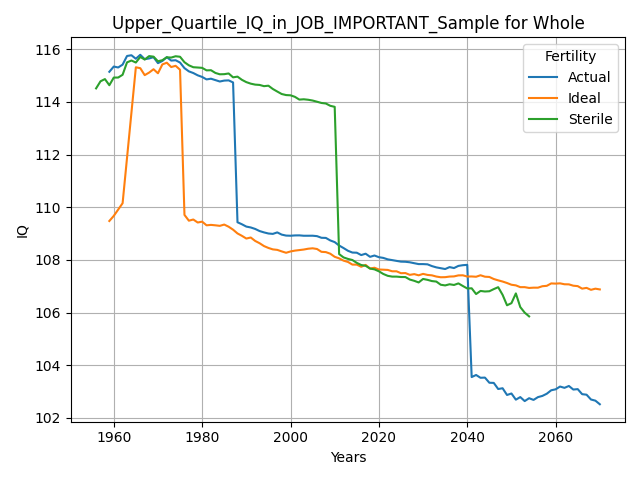 Upper_Quartile_IQ_in_JOB_IMPORTANT_Sample for Whole
Fertility
Actual
Ideal
Sterile
IQ
116
114
112
110
108
106
104
102
1960 1980 2000 2020 2040 2060
Years